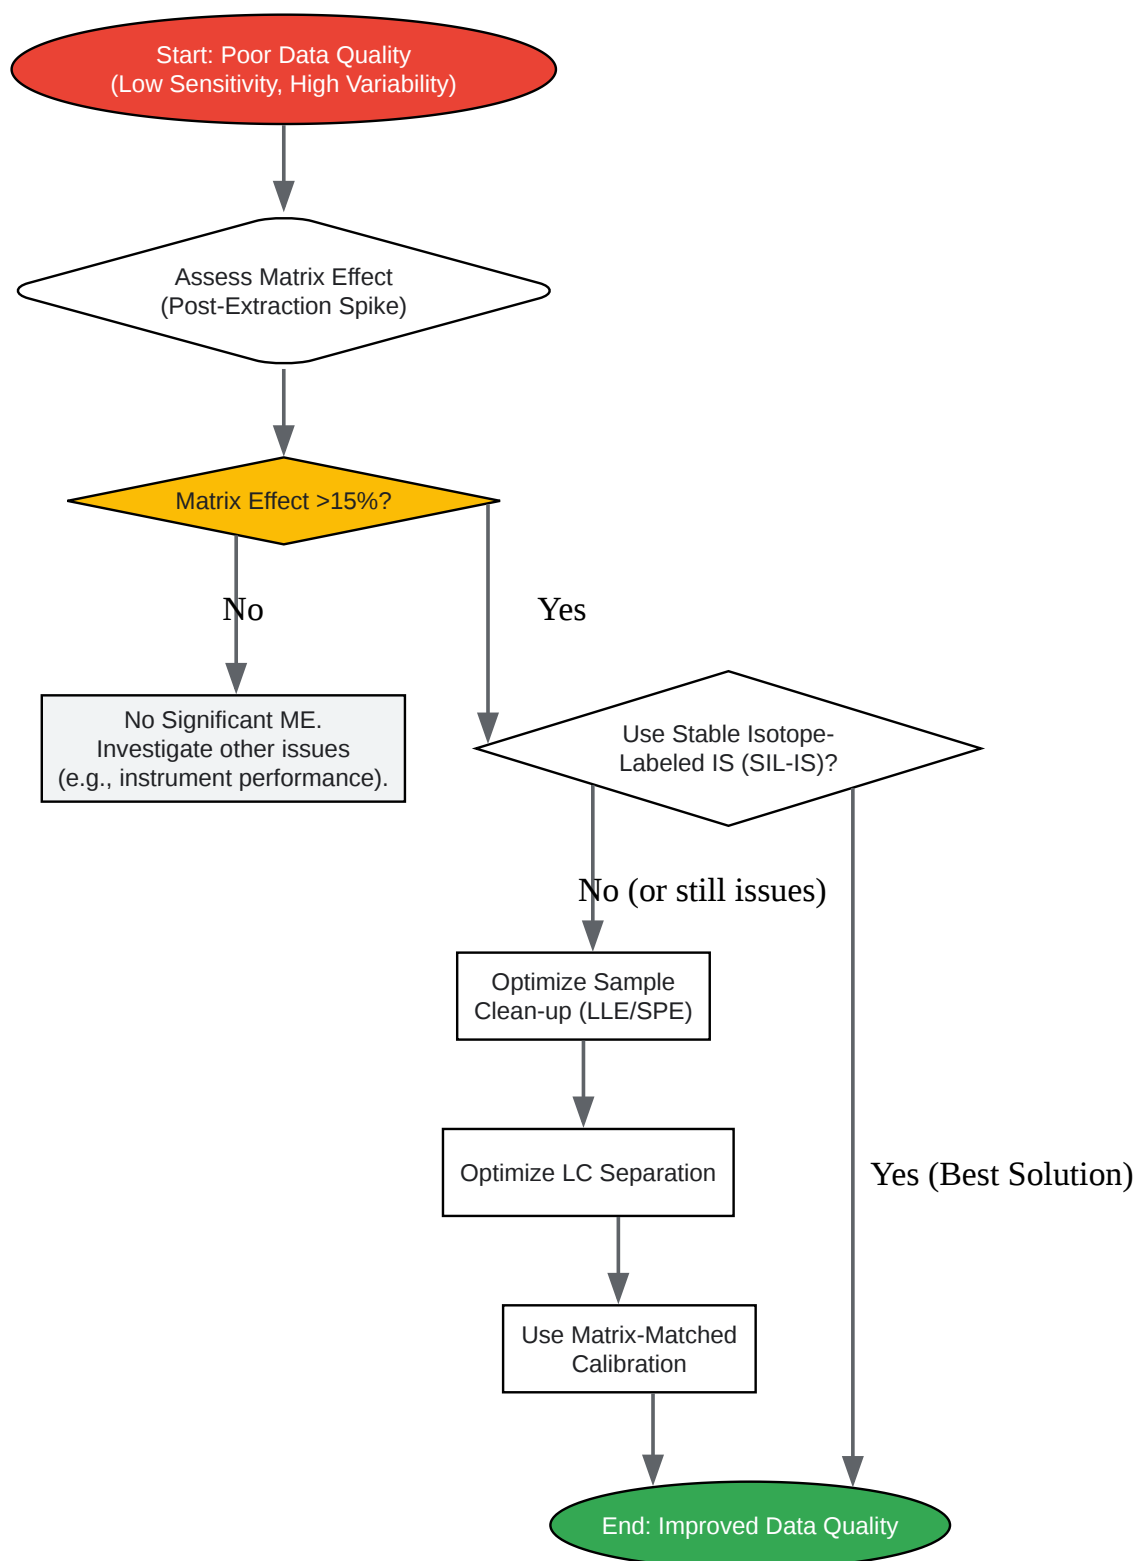 Start: Poor Data Quality
(Low Sensitivity, High Variability)
Assess Matrix Effect
(Post-Extraction Spike)
Matrix Effect >15%?
No
Yes
No Significant ME.
Investigate other issues
(e.g., instrument performance).
Use Stable Isotope-
Labeled IS (SIL-IS)?
No (or still issues)
Optimize Sample
Clean-up (LLE/SPE)
Optimize LC Separation
Yes (Best Solution)
Use Matrix-Matched
Calibration
End: Improved Data Quality